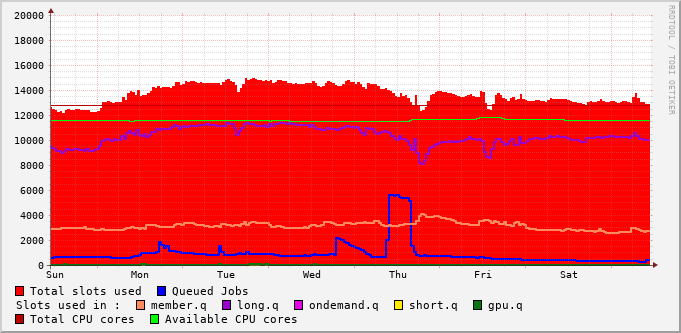 20000
18000
16000
14000
12000
10000
8000
6000
4000
2000
0
Sun Mon Tue Wed Thu Fri Sat
RRDTOOL / TOBI OETIKER
Total slots used Queued Jobs
Slots used in : member.q long.q ondemand.q short.q gpu.q
Total CPU cores Available CPU cores